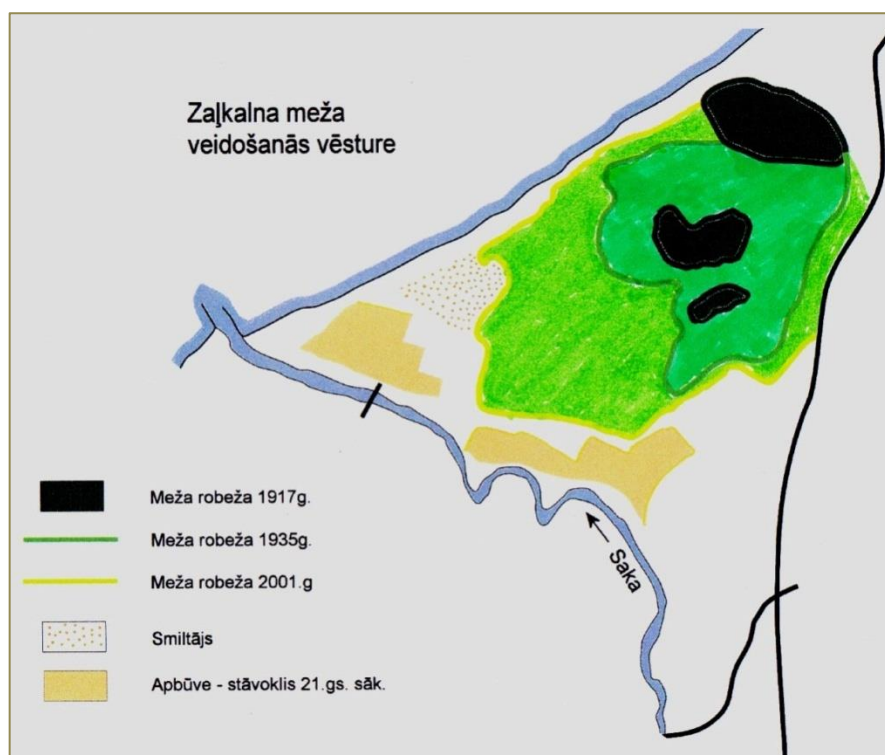 Zaļkalna meža
veidošanās vēsture
Meža robeža 1917g.
Meža robeža 1935g.
Meža robeža 2001.g
Smiltājs
Apbūve - stāvoklis 21.gs. sāk.
Saka